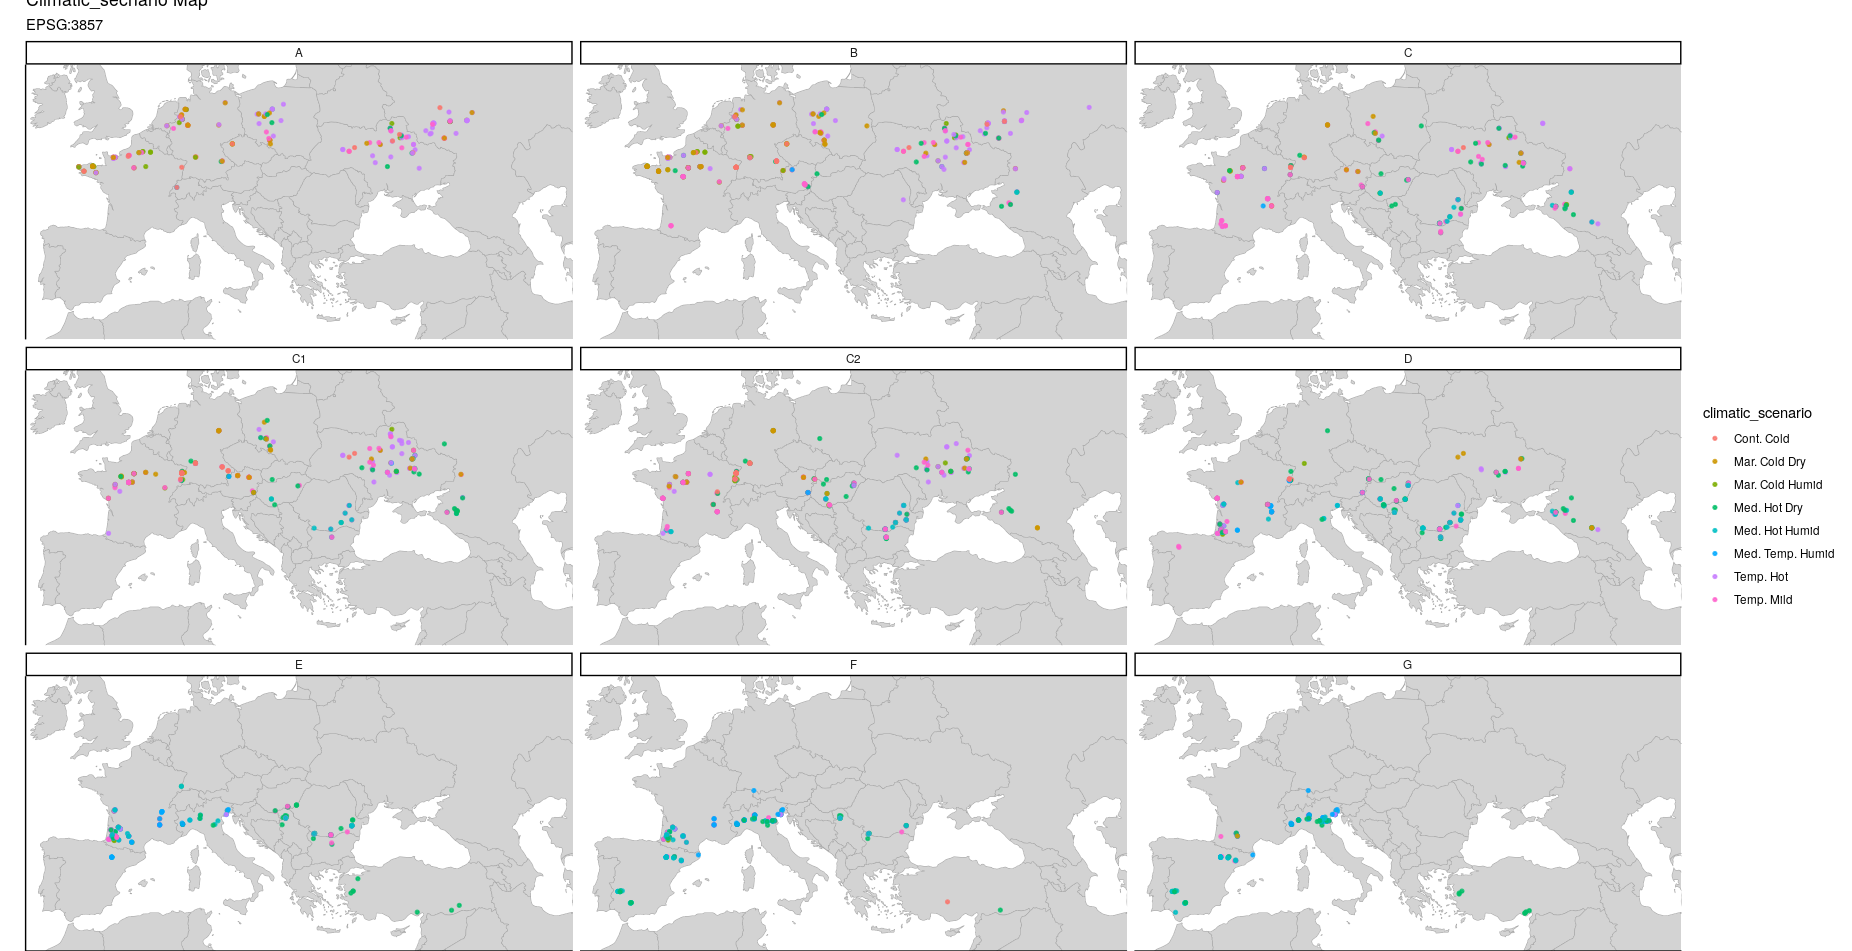 Climatic_secnario Map
EPSG:3857
A
B
C
C1
C2
D
E
F
G
climatic_scenario
Cont. Cold
Mar. Cold Dry
Mar. Cold Humid
Med. Hot Dry
Med. Hot Humid
Med. Temp. Humid
Temp. Hot
Temp. Mild